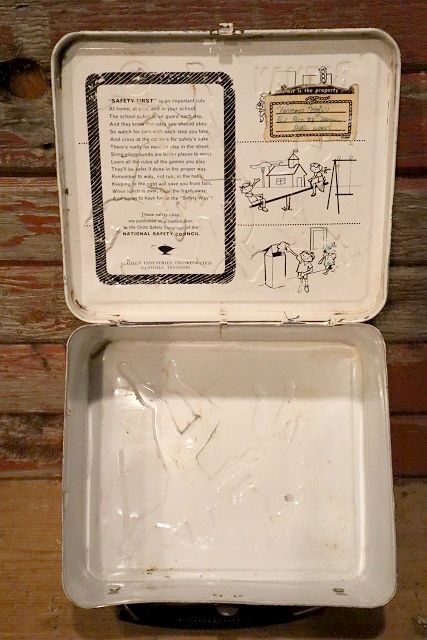 "SAFETY FIRST" is an important rule
At home, at play, and in your school.
The school patrol's on guard each day,
And they know the rules you should obey
So watch for cars with each step you take,
And cross at the corners for safety's sake.
There's really no need to play in the street,
Since playgrounds are better places to meet.
Learn all the rules of the games you play,
They'll be safer if done in the proper way.
Remember to walk, not run, in the halls,
Keeping to the right will save you from falls.
When lunch is over, the trash away,
And to have fun in the "Safety Way"!
These safety rules
are published as a contribution
to the Child Safety Campaign of the
NATIONAL SAFETY COUNCIL
ALADDIN INDUSTRIES, INCORPORATED
NASHVILLE, TENNESSEE
is the property